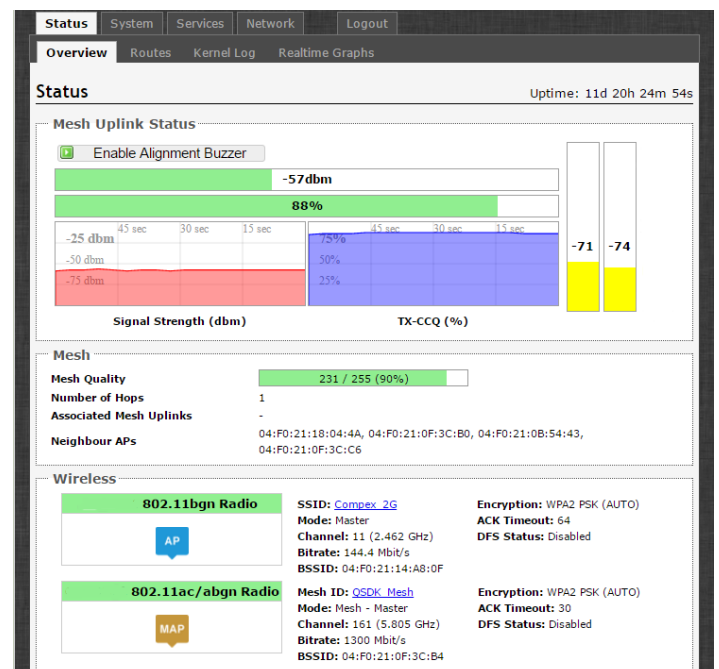 Status System Services Network Logout
Overview Routes Kernel Log Realtime Graphs
Status Uptime: 11d 20h 24m 54s
Mesh Uplink Status
Enable Alignment Buzzer
-57dbm
88%
45 sec 30 sec 15 sec 45 sec 30 sec 15 sec
-25 dbm 75%
-71 -74
-50 dbm 50%
-75 dbm 25%
Signal Strength (dbm) TX-CCQ (%)
Mesh
Mesh Quality 231 / 255 (90%)
Number of Hops 1
Associated Mesh Uplinks -
Neighbour APs 04:F0:21:18:04:4A, 04:F0:21:0F:3C:B0, 04:F0:21:0B:54:43,
04:F0:21:0F:3C:C6
Wireless
802.11bgn Radio SSID: Compex_2G Encryption: WPA2 PSK (AUTO)
Mode: Master ACK Timeout: 64
AP Channel: 11 (2.462 GHz) DFS Status: Disabled
Bitrate: 144.4 Mbit/s
BSSID: 04:F0:21:14:A8:0F
802.11ac/abgn Radio Mesh ID: QSDK_Mesh Encryption: WPA2 PSK (AUTO)
Mode: Mesh - Master ACK Timeout: 30
MAP Channel: 161 (5.805 GHz) DFS Status: Disabled
Bitrate: 1300 Mbit/s
BSSID: 04:F0:21:0F:3C:B4